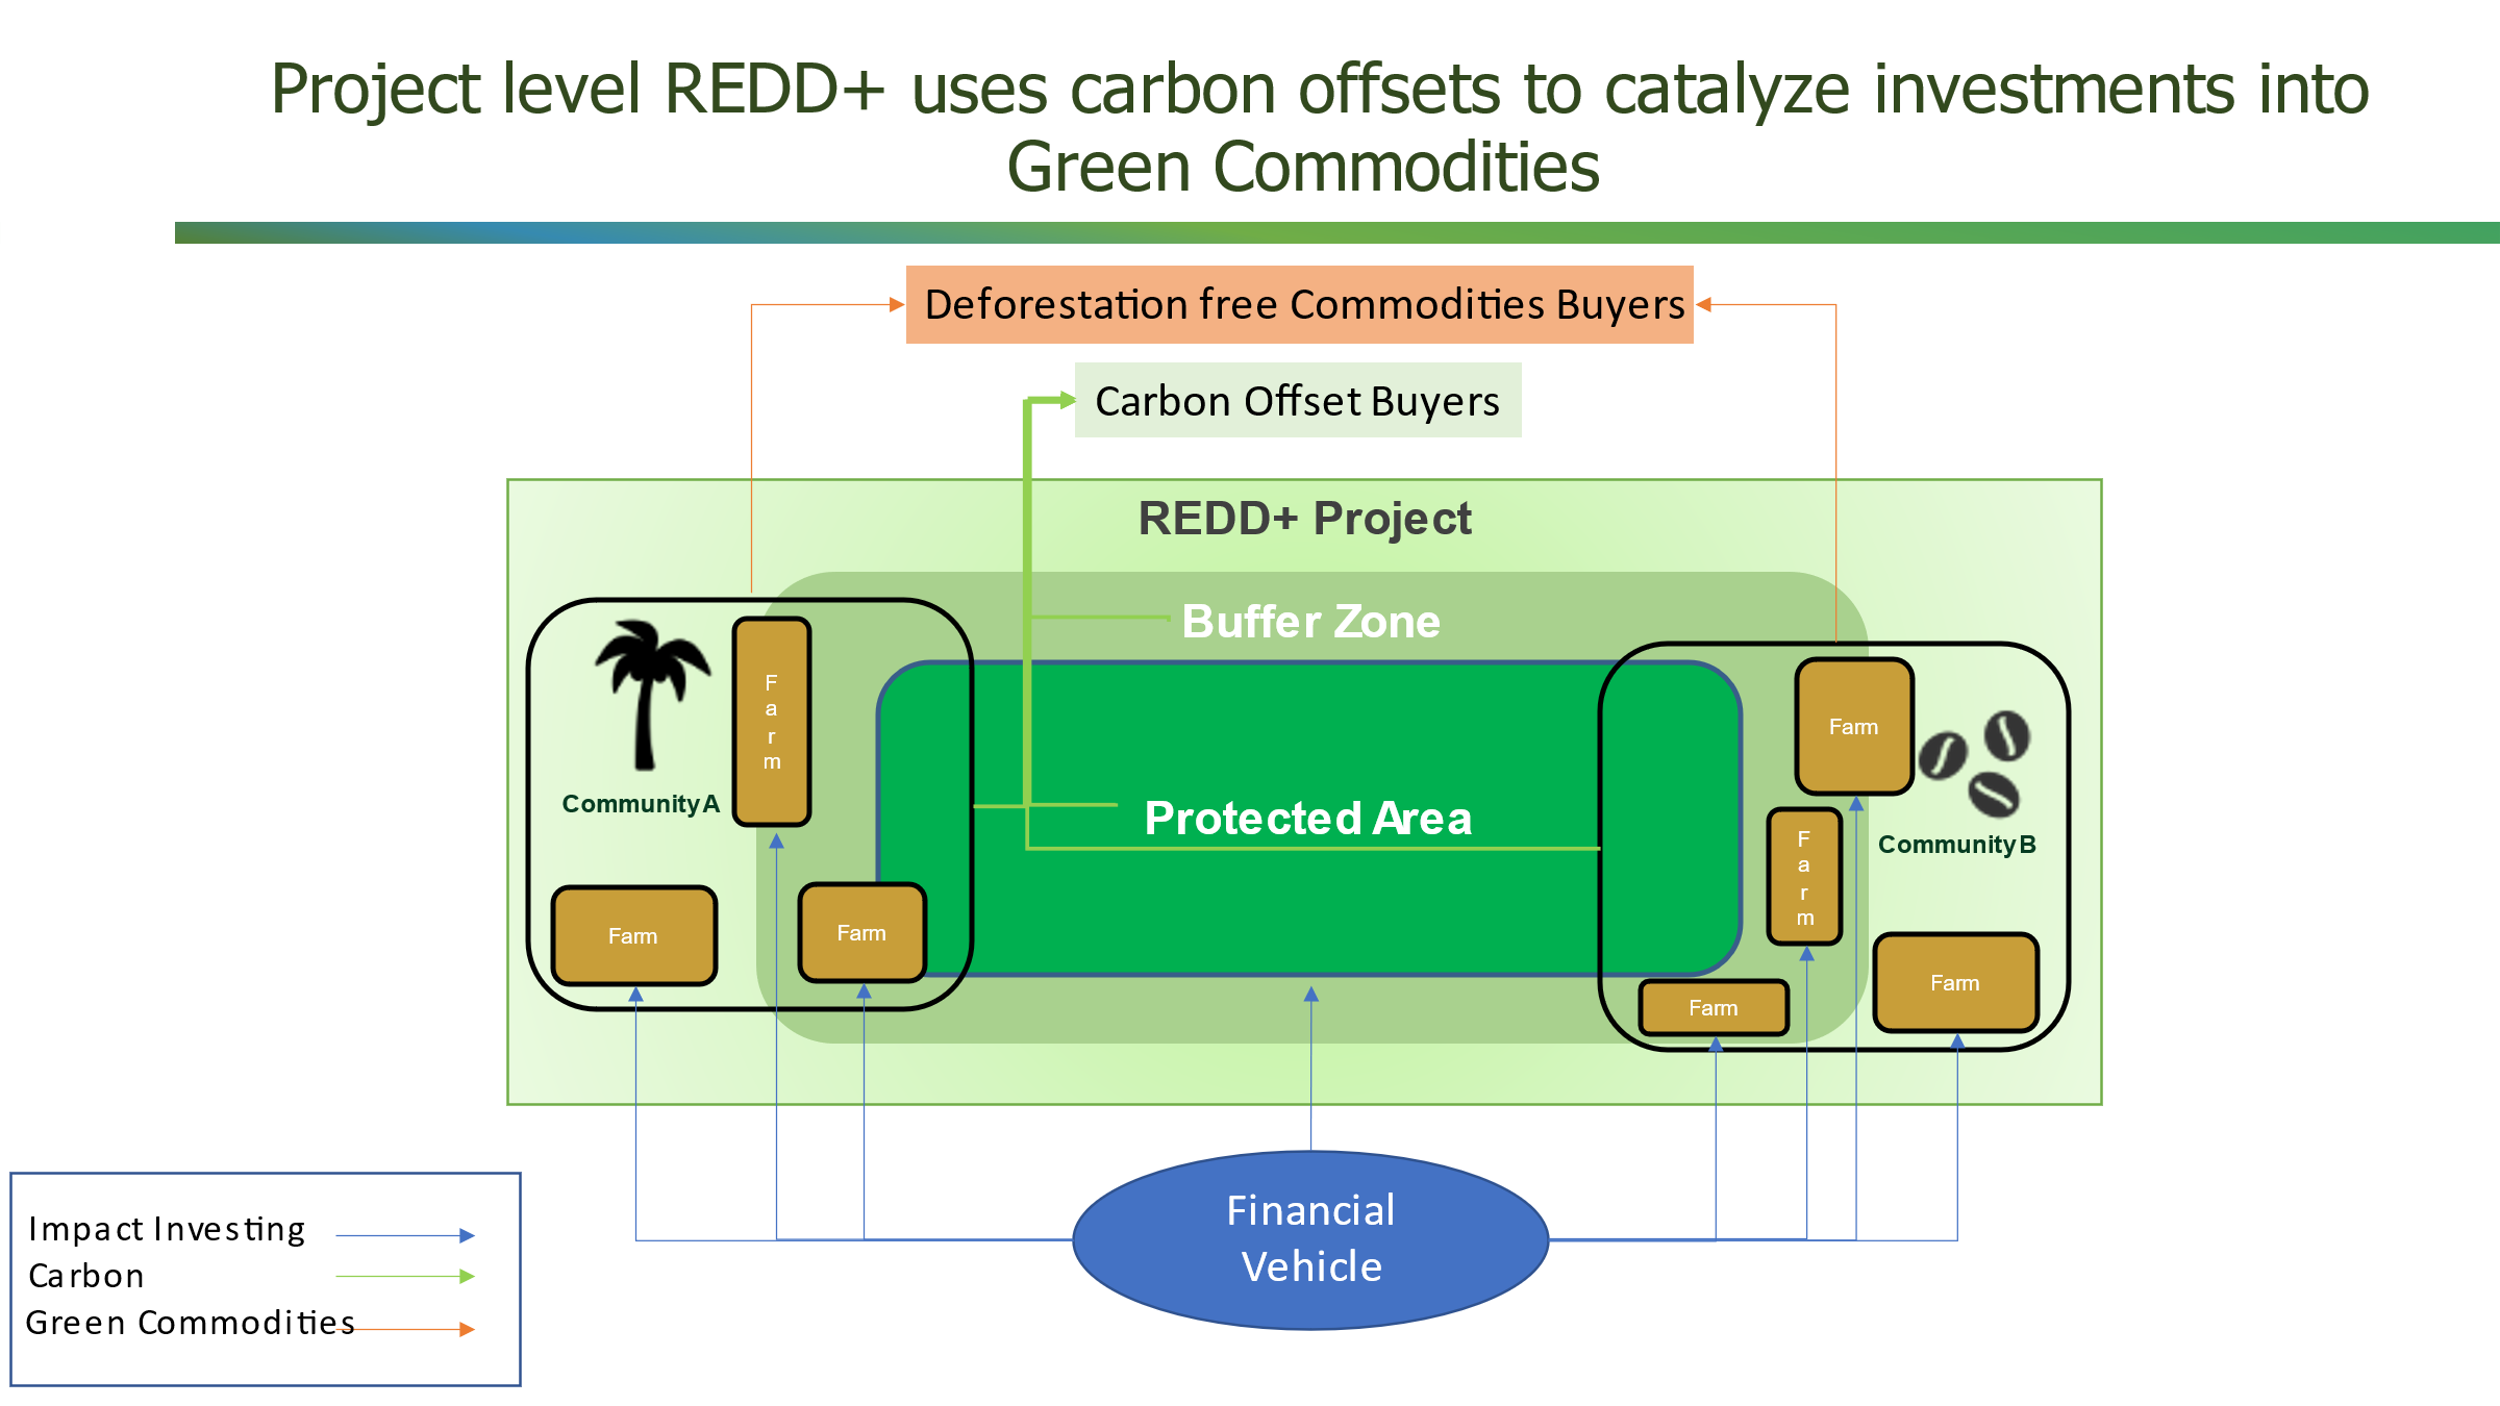 Project level REDD+ uses carbon offsets to catalyze investments into
Green Commodities
Deforestation free Commodities Buyers
Carbon Offset Buyers
REDD+ Project
Buffer Zone
Protected Area
Community A
Farm
Farm
Farm
Farm
Farm
Community B
Farm
Farm
Financial
Vehicle
Impact Investing
Carbon
Green Commodities